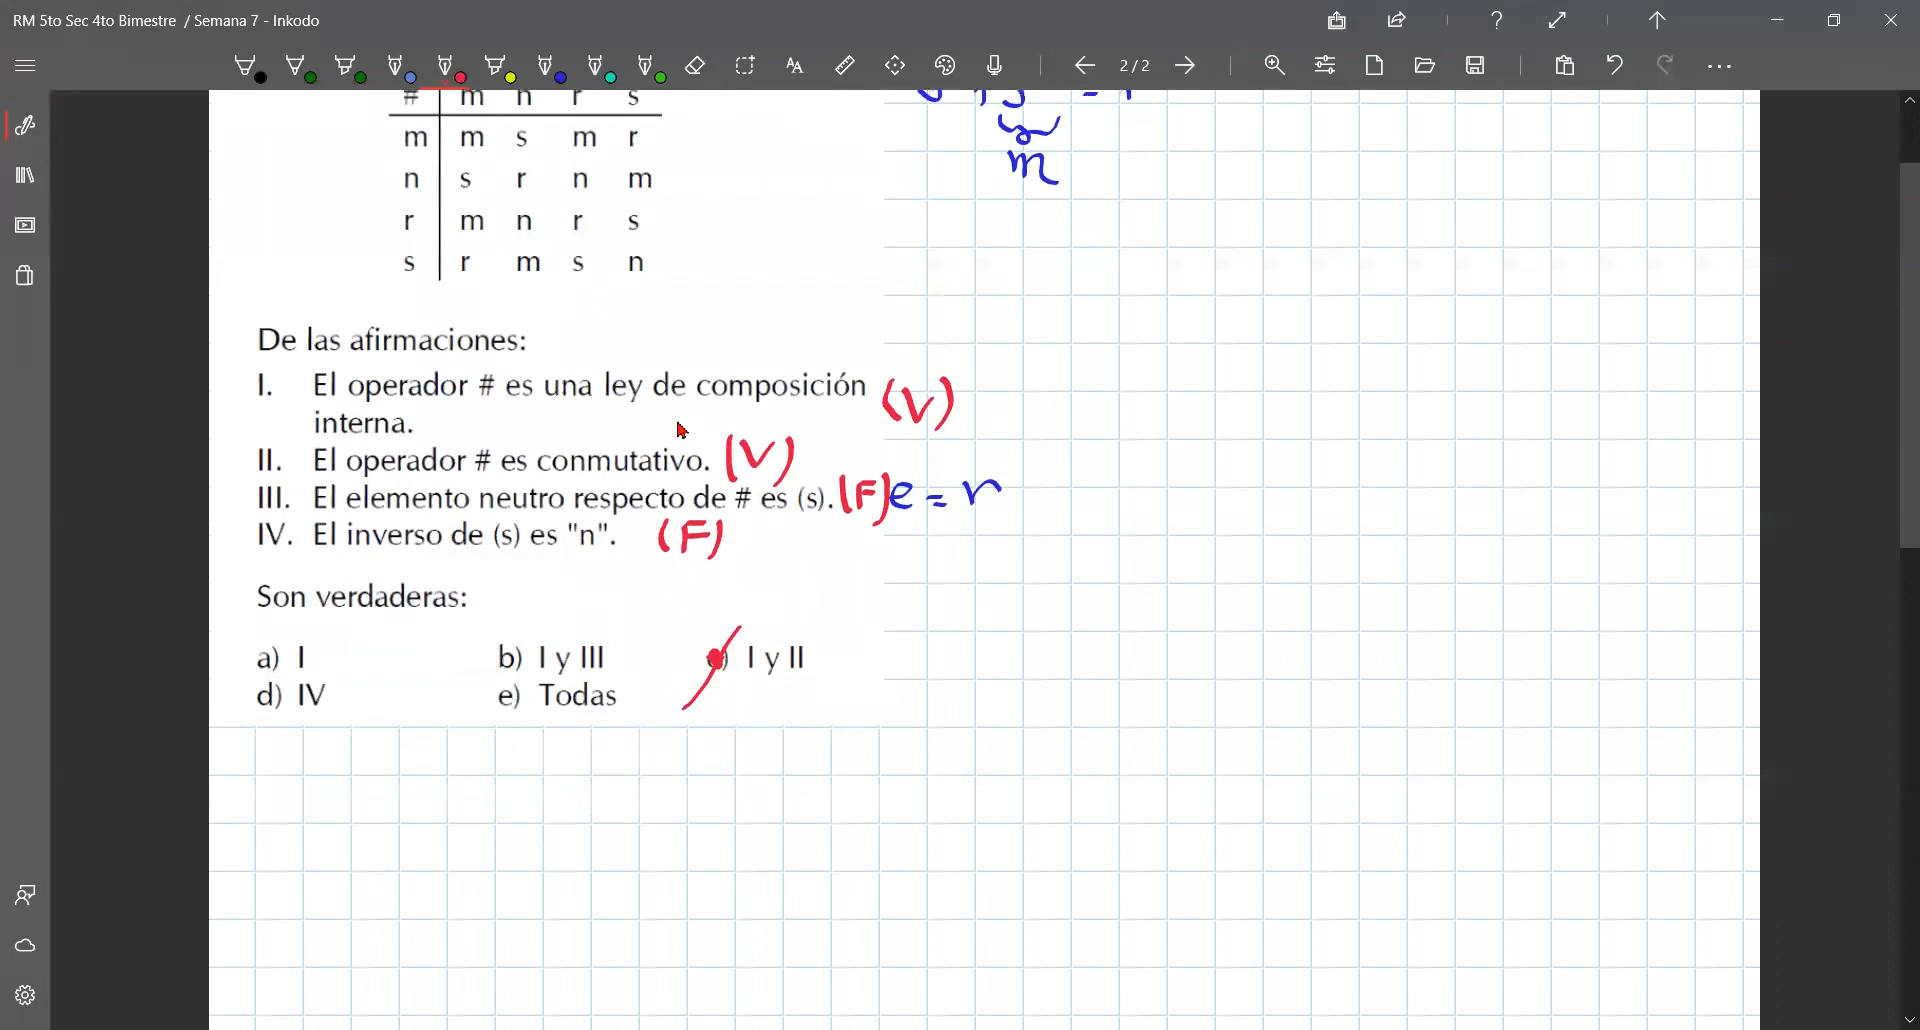 RM 5to Sec 4to Bimestre / Semana 7 - Inkodo
2 / 2
# m n r s
m m s m r
n s r n m
r m n r s
s r m s n
m
De las afirmaciones:
I. El operador # es una ley de composición (V)
interna.
II. El operador # es conmutativo. (V)
III. El elemento neutro respecto de # es (s). (F) e = r
IV. El inverso de (s) es "n". (F)
Son verdaderas:
a) I b) I y III c) I y II
d) IV e) Todas